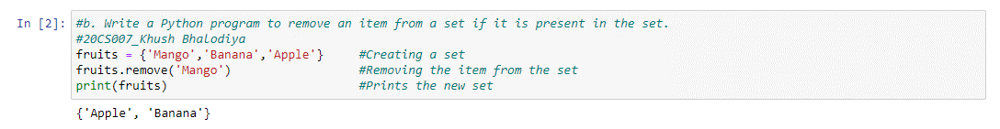 In [2]: #b. Write a Python program to remove an item from a set if it is present in the set.
#20CS007_Khush Bhalodiya
fruits = {'Mango','Banana','Apple'}     #Creating a set
fruits.remove('Mango')                  #Removing the item from the set
print(fruits)                           #Prints the new set
{'Apple', 'Banana'}